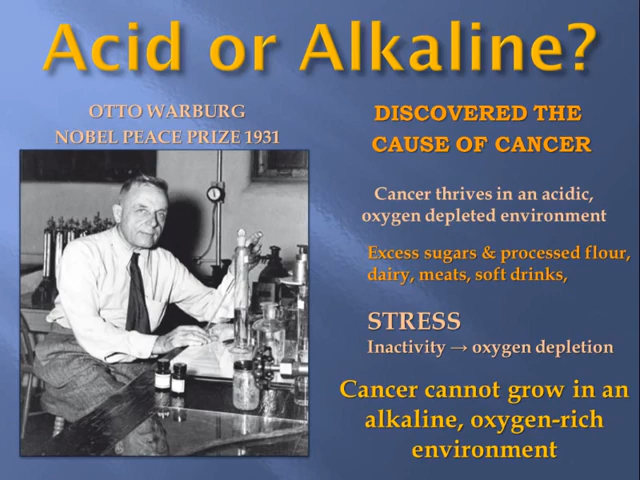 Acid or Alkaline?
OTTO WARBURG
NOBEL PEACE PRIZE 1931
DISCOVERED THE
CAUSE OF CANCER
Cancer thrives in an acidic,
oxygen depleted environment
Excess sugars & processed flour,
dairy, meats, soft drinks,
STRESS
Inactivity → oxygen depletion
Cancer cannot grow in an
alkaline, oxygen-rich
environment